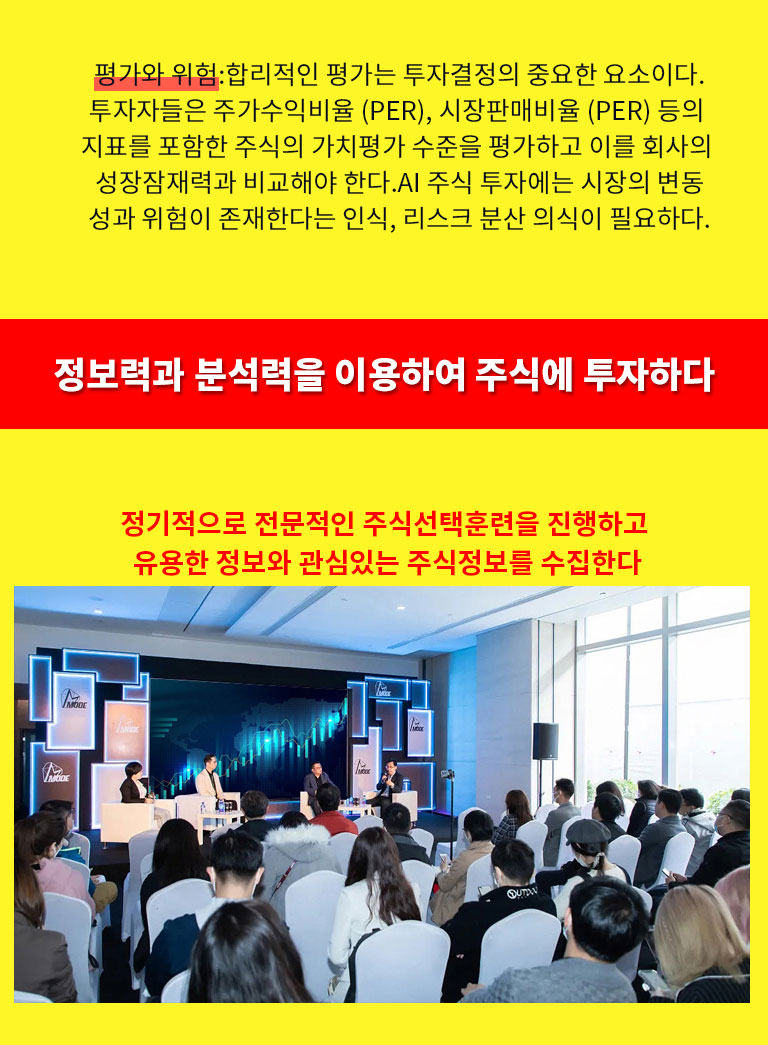 평가와 위험:합리적인 평가는 투자결정의 중요한 요소이다.
투자자들은 주가수익비율 (PER), 시장판매비율 (PER) 등의
지표를 포함한 주식의 가치평가 수준을 평가하고 이를 회사의
성장잠재력과 비교해야 한다.AI 주식 투자에는 시장의 변동
성과 위험이 존재한다는 인식, 리스크 분산 의식이 필요하다.
정보력과 분석력을 이용하여 주식에 투자하다
정기적으로 전문적인 주식선택훈련을 진행하고
유용한 정보와 관심있는 주식정보를 수집한다
MODE
MODE
MODE
MODE
MODE
MODE
OUTDOO